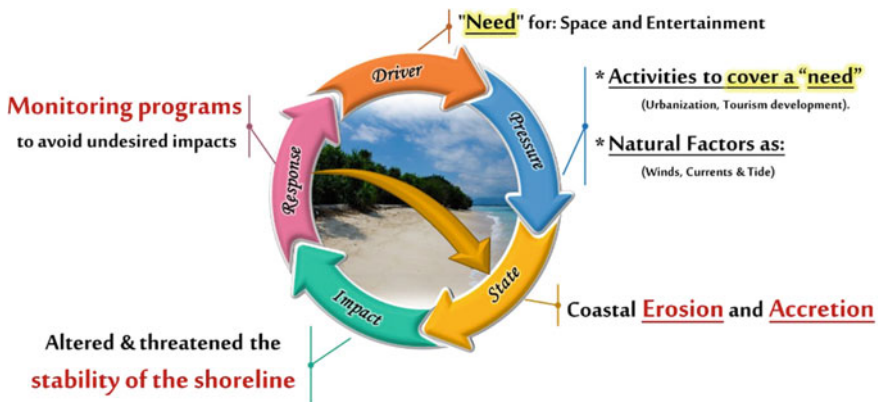 "Need" for: Space and Entertainment
Driver
* Activities to cover a “need”
(Urbanization, Tourism development).
Pressure
* Natural Factors as:
(Winds, Currents & Tide)
State
Coastal Erosion and Accretion
Impact
Altered & threatened the
stability of the shoreline
Response
Monitoring programs
to avoid undesired impacts